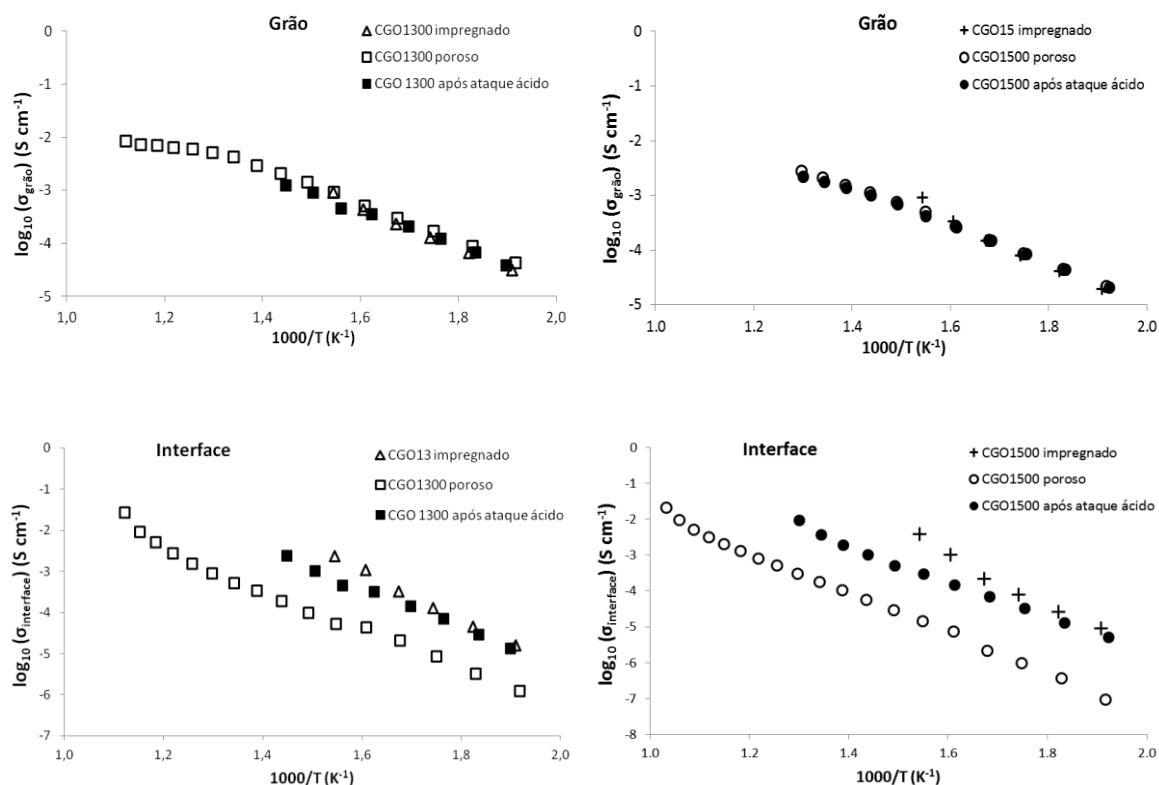 Grão
CGO1300 impregnado
CGO1300 poroso
CGO 1300 após ataque ácido
0
-1
-2
-3
-4
-5
log10 (σgrão) (S cm-1)
1,0 1,2 1,4 1,6 1,8 2,0
1000/T (K-1)
Grão
CGO15 impregnado
CGO1500 poroso
CGO1500 após ataque ácido
0
-1
-2
-3
-4
-5
log10 (σgrão) (S cm-1)
1.0 1.2 1.4 1.6 1.8 2.0
1000/T (K-1)
Interface
CGO13 impregnado
CGO1300 poroso
CGO 1300 após ataque ácido
0
-1
-2
-3
-4
-5
-6
-7
log10 (σinterface) (S cm-1)
1,0 1,2 1,4 1,6 1,8 2,0
1000/T (K-1)
Interface
CGO1500 impregnado
CGO1500 poroso
CGO1500 após ataque ácido
0
-1
-2
-3
-4
-5
-6
-7
-8
log10 (σinterface) (S cm-1)
1.0 1.2 1.4 1.6 1.8 2.0
1000/T (K-1)